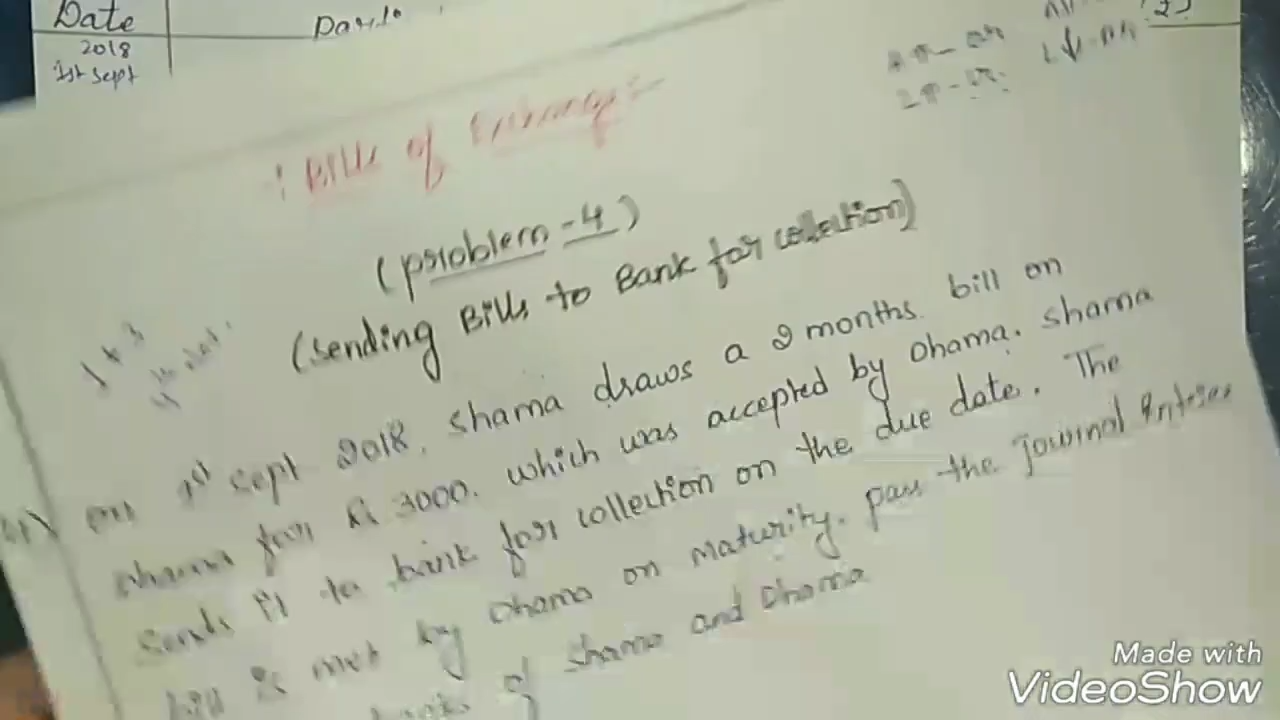 Date
2018
1st Sept
Bills of
(problem - 4)
(Sending Bills to Bank for collection)
on 1st Sept 2018, Shama draws a 2 months bill on
Dhama for Rs 3000. which was accepted by Dhama. Shama
sends it to bank for collection on the due date. The
bill is met by Dhama on maturity. pass the Journal
books of Shama and Dhama
Made with
VideoShow